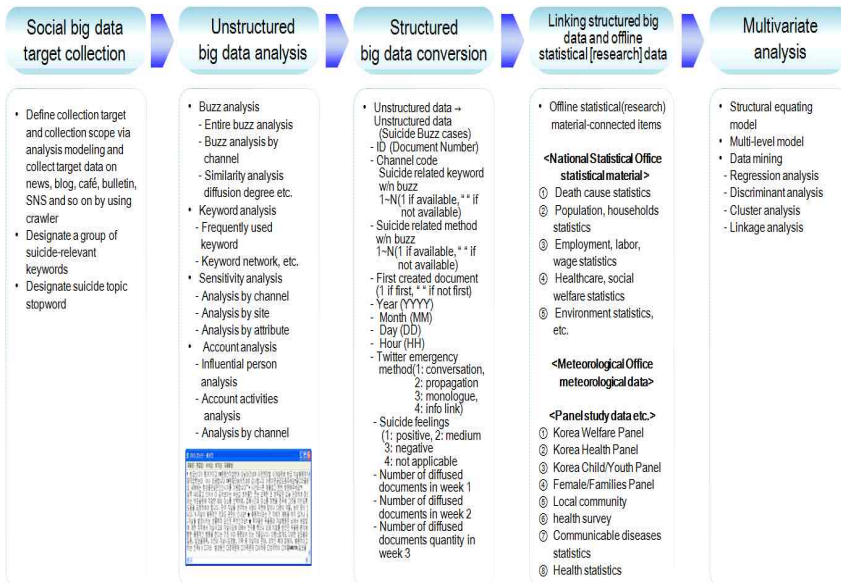 Social big data
target collection
• Define collection target
and collection scope via
analysis modeling and
collect target data on
news, blog, café, bulletin,
SNS and so on by using
crawler
• Designate a group of
suicide-relevant
keywords
• Designate suicide topic
stopword
Unstructured
big data analysis
• Buzz analysis
- Entire buzz analysis
- Buzz analysis by
channel
- Similarity analysis
diffusion degree etc.
• Keyword analysis
- Frequently used
keyword
- Keyword network, etc.
• Sensitivity analysis
- Analysis by channel
- Analysis by site
- Analysis by attribute
• Account analysis
- Influential person
analysis
- Account activities
analysis
- Analysis by channel
Structured
big data conversion
• Unstructured data →
Unstructured data
(Suicide Buzz cases)
- ID (Document Number)
- Channel code
Suicide related keyword
w/n buzz
1~N(1 if available, “ “ if
not available)
- Suicide related method
w/n buzz
1~N(1 if available, “ “ if
not available)
- First created document
(1 if first, “ “ if not first)
- Year (YYYY)
- Month (MM)
- Day (DD)
- Hour (HH)
- Twitter emergency
method(1: conversation,
2: propagation
3: monologue,
4: info link)
- Suicide feelings
(1: positive, 2: medium
3: negative
4: not applicable
- Number of diffused
documents in week 1
- Number of diffused
documents in week 2
- Number of diffused
documents quantity in
week 3
Linking structured big
data and offline
statistical [research] data
• Offline statistical(research)
material-connected items
<National Statistical Office
statistical material>
① Death cause statistics
② Population, households
statistics
③ Employment, labor,
wage statistics
④ Healthcare, social
welfare statistics
⑤ Environment statistics,
etc.
<Meteorological Office
meteorological data>
<Panel study data etc.>
① Korea Welfare Panel
② Korea Health Panel
③ Korea Child/Youth Panel
④ Female/Families Panel
⑤ Local community
⑥ health survey
⑦ Communicable diseases
statistics
⑧ Health statistics
Multivariate
analysis
• Structural equating
model
• Multi-level model
• Data mining
- Regression analysis
- Discriminant analysis
- Cluster analysis
- Linkage analysis